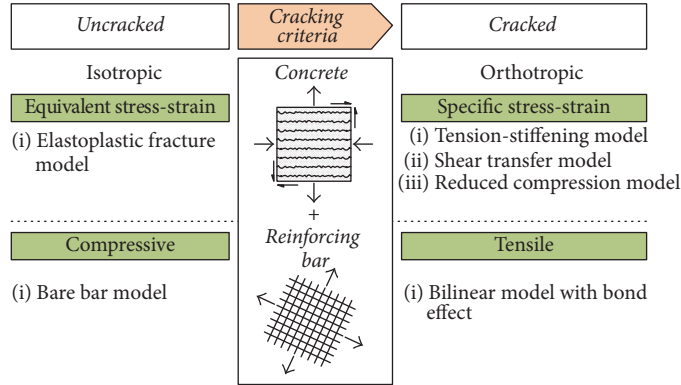 Uncracked
Cracking
criteria
Cracked
Isotropic
Concrete
Orthotropic
Equivalent stress-strain
Specific stress-strain
(i) Elastoplastic fracture
model
(i) Tension-stiffening model
(ii) Shear transfer model
(iii) Reduced compression model
+
Reinforcing
bar
Compressive
Tensile
(i) Bare bar model
(i) Bilinear model with bond
effect